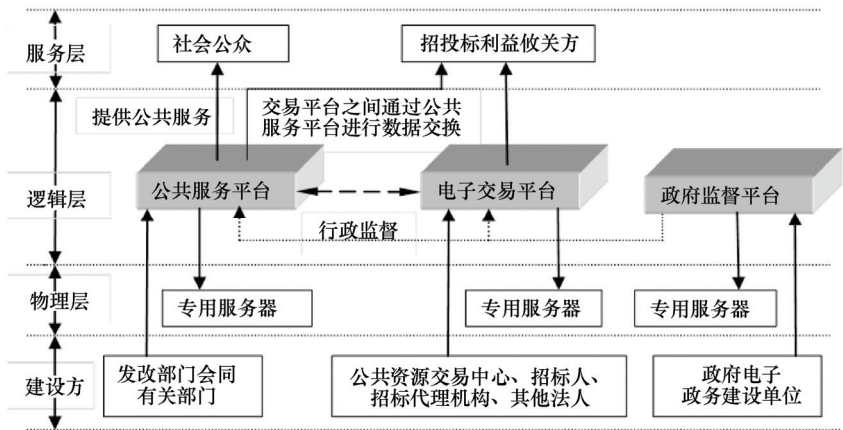 服务层
社会公众
招投标利益攸关方
提供公共服务
交易平台之间通过公共
服务平台进行数据交换
逻辑层
公共服务平台
电子交易平台
政府监督平台
行政监督
物理层
专用服务器
专用服务器
专用服务器
建设方
发改部门会同
有关部门
公共资源交易中心、招标人、
招标代理机构、其他法人
政府电子
政务建设单位